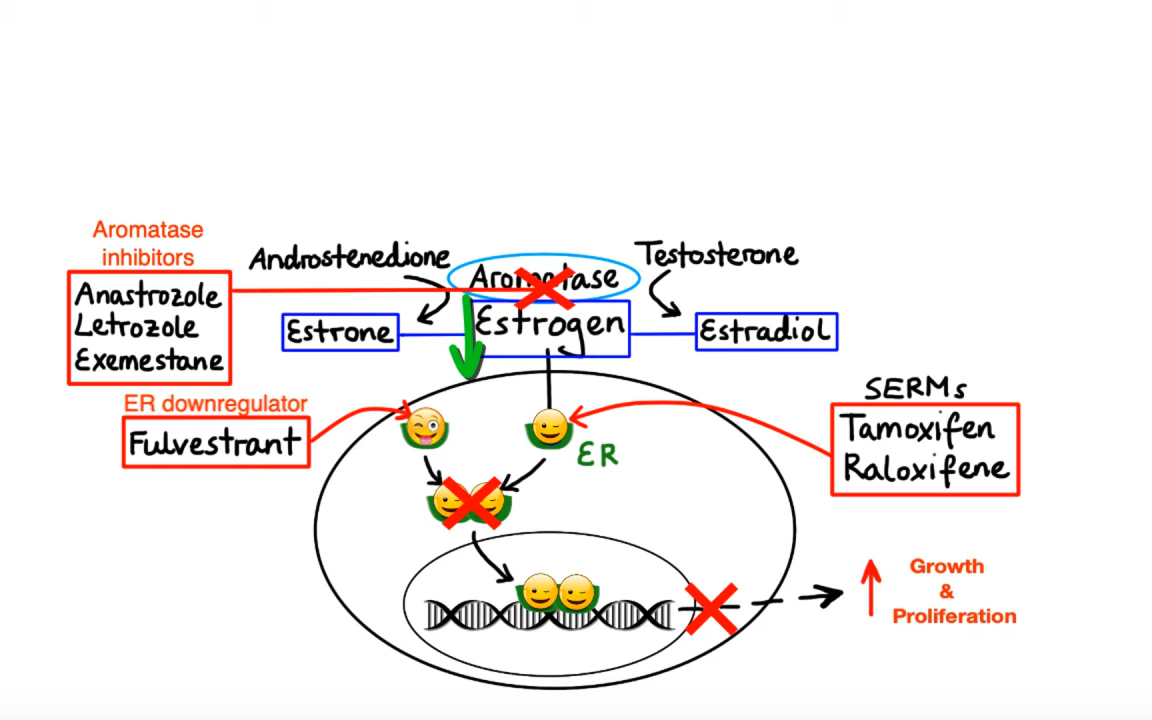 Aromatase
inhibitors
Anastrozole
Letrozole
Exemestane
Androstenedione
Aromatase
Testosterone
Estrone
Estrogen
Estradiol
ER downregulator
Fulvestrant
ER
SERMs
Tamoxifen
Raloxifene
Growth
&
Proliferation